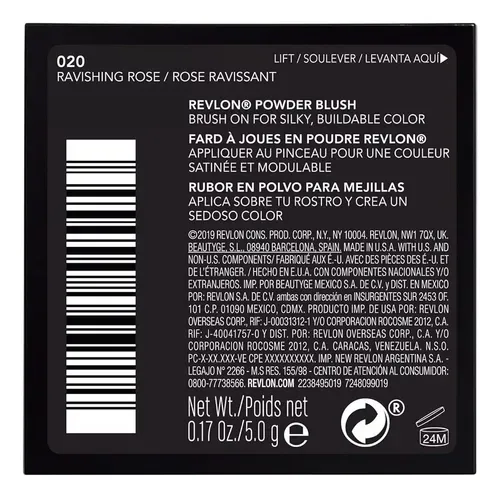 020
RAVISHING ROSE / ROSE RAVISSANT
LIFT / SOULEVER / LEVANTA AQUÍ
REVLON® POWDER BLUSH
BRUSH ON FOR SILKY, BUILDABLE COLOR
FARD À JOUES EN POUDRE REVLON®
APPLIQUER AU PINCEAU POUR UNE COULEUR
SATINÉE ET MODULABLE
RUBOR EN POLVO PARA MEJILLAS
APLICA SOBRE TU ROSTRO Y CREA UN
SEDOSO COLOR
©2019 REVLON CONS. PROD. CORP., N.Y., NY 10004. REVLON, NW1 7QX, UK.
BEAUTYGE, S.L., 08940 BARCELONA, SPAIN. MADE IN U.S.A. WITH U.S. AND
NON-U.S. COMPONENTS/ FABRIQUÉ AUX É.-U. AVEC DES PIÈCES DES É.-U. ET
DE L'ÉTRANGER. / HECHO EN E.U.A. CON COMPONENTES NACIONALES Y/O
EXTRANJEROS. IMP. POR BEAUTYGE MEXICO S.A. DE C.V. y DIST. EN MEXICO
POR REVLON S.A. DE C.V. ambas con dirección en INSURGENTES SUR 2453 OF.
101 C.P. 01090 MEXICO, CDMX. PRODUCTO IMP. DE USA IMP. POR REVLON
OVERSEAS CORP., RIF: J-00031312-1 Y/O CORPORACION ROCOSME 2012,
RIF: J-40041757-0 Y/O DIST. REVLON OVERSEAS CORP., C.A. Y/O
CORPORACION ROCOSME 2012, C.A. CARACAS, VENEZUELA. N.S.O.
PC-X-XX.XXX-VE CPE XXXXXXXXXX. IMP. NEW REVLON ARGENTINA S.A. -
LEGAJO Nº 2266 - M.S RES. 155/98 - CENTRO DE ATENCIÓN AL CONSUMIDOR:
0800-77738566. REVLON.COM 2238495019 7248099019
Net Wt./Poids net
0.17 Oz./5.0 g e
24M